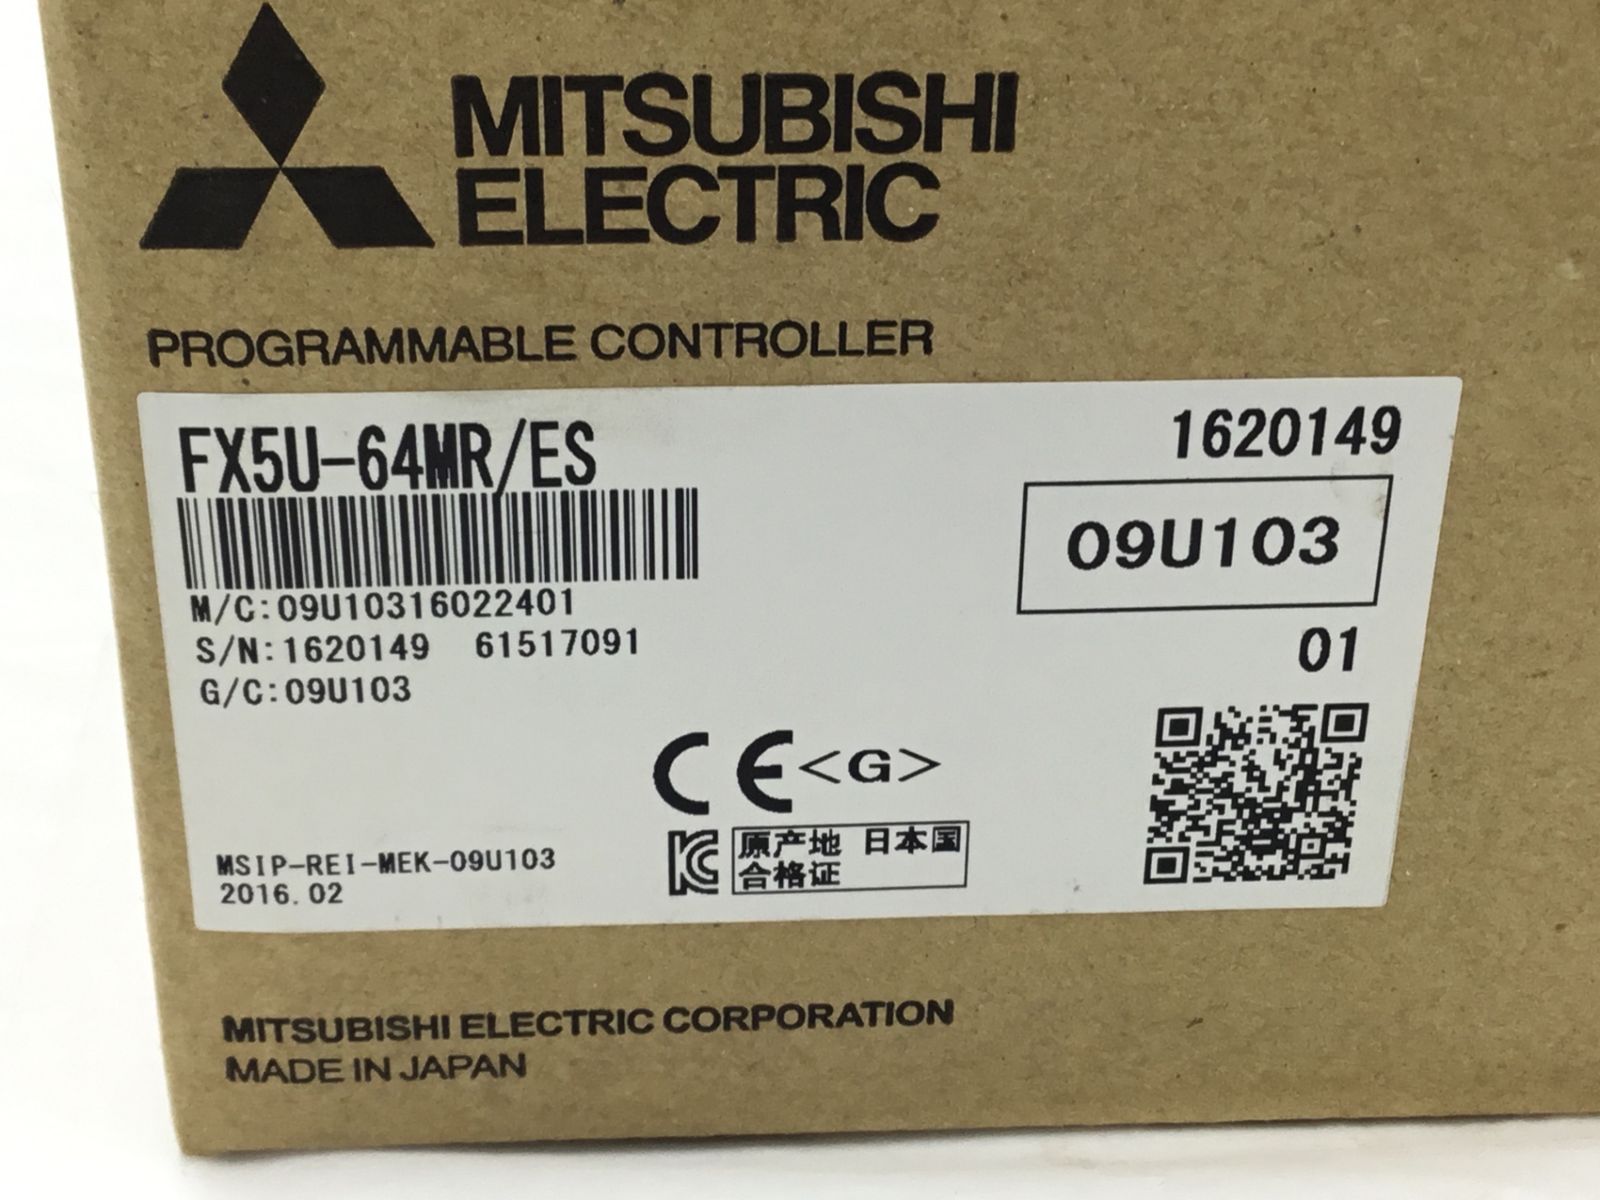 MITSUBISHI
ELECTRIC
PROGRAMMABLE CONTROLLER
FX5U-64MR/ES
1620149
09U103
01
M/C:09U10316022401
S/N:1620149 61517091
G/C:09U103
CE<G>
KC
原产地 日本国
合格证
MSIP-REI-MEK-09U103
2016.02
MITSUBISHI ELECTRIC CORPORATION
MADE IN JAPAN